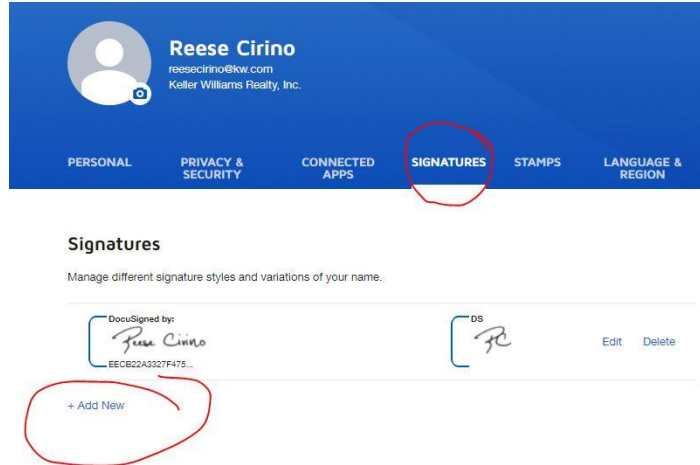 Reese Cirino
reesecirino@kw.com
Keller Williams Realty, Inc.
PERSONAL PRIVACY & SECURITY CONNECTED APPS SIGNATURES STAMPS LANGUAGE & REGION
Signatures
Manage different signature styles and variations of your name.
DocuSigned by: DS
Reese Cirino RC Edit Delete
EECB22A3327F475...
+ Add New